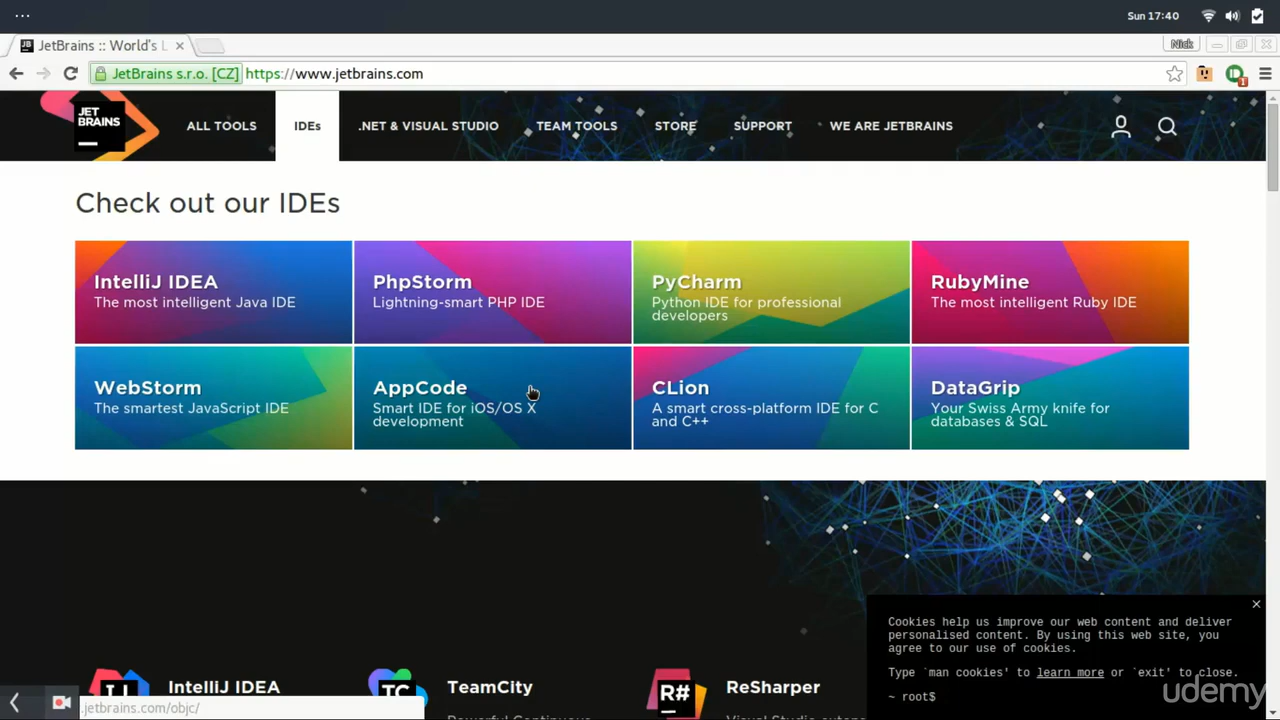 ...
Sun 17:40
JB JetBrains :: World's L
Nick
JetBrains s.r.o. [CZ] https://www.jetbrains.com
1
JET
BRAINS
ALL TOOLS
IDEs
.NET & VISUAL STUDIO
TEAM TOOLS
STORE
SUPPORT
WE ARE JETBRAINS
Check out our IDEs
IntelliJ IDEA
The most intelligent Java IDE
PhpStorm
Lightning-smart PHP IDE
PyCharm
Python IDE for professional
developers
RubyMine
The most intelligent Ruby IDE
WebStorm
The smartest JavaScript IDE
AppCode
Smart IDE for iOS/OS X
development
CLion
A smart cross-platform IDE for C
and C++
DataGrip
Your Swiss Army knife for
databases & SQL
Cookies help us improve our web content and deliver
personalised content. By using this web site, you
agree to our use of cookies.
Type `man cookies' to learn more or `exit' to close.
~ root$
IJ
IntelliJ IDEA
TC
TeamCity
R#
ReSharper
.jetbrains.com/objc/
udemy